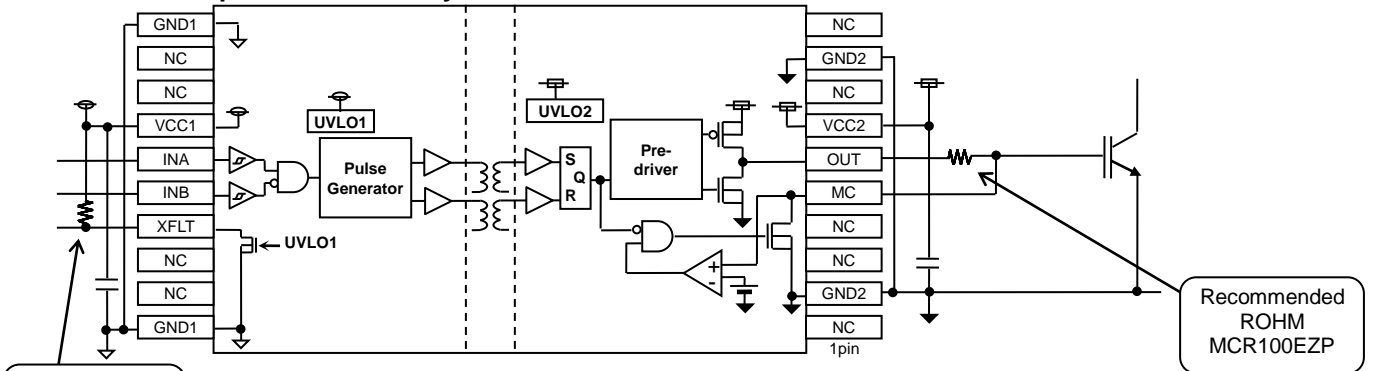 GND1
NC
NC
VCC1
INA
INB
XFLT
NC
NC
GND1
UVLO1
Pulse
Generator
UVLO1
UVLO2
S
Q
R
Pre-
driver
+
-
NC
GND2
NC
VCC2
OUT
MC
NC
NC
GND2
NC
1pin
Recommended
ROHM
MCR100EZP